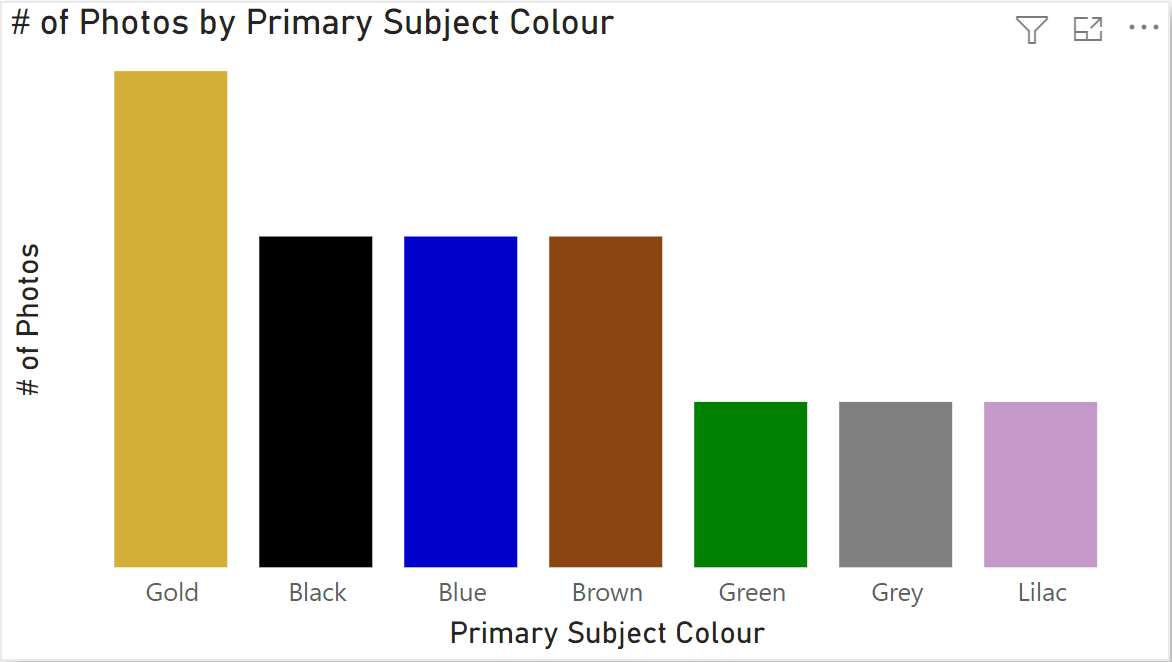 # of Photos by Primary Subject Colour
# of Photos
Gold Black Blue Brown Green Grey Lilac
Primary Subject Colour